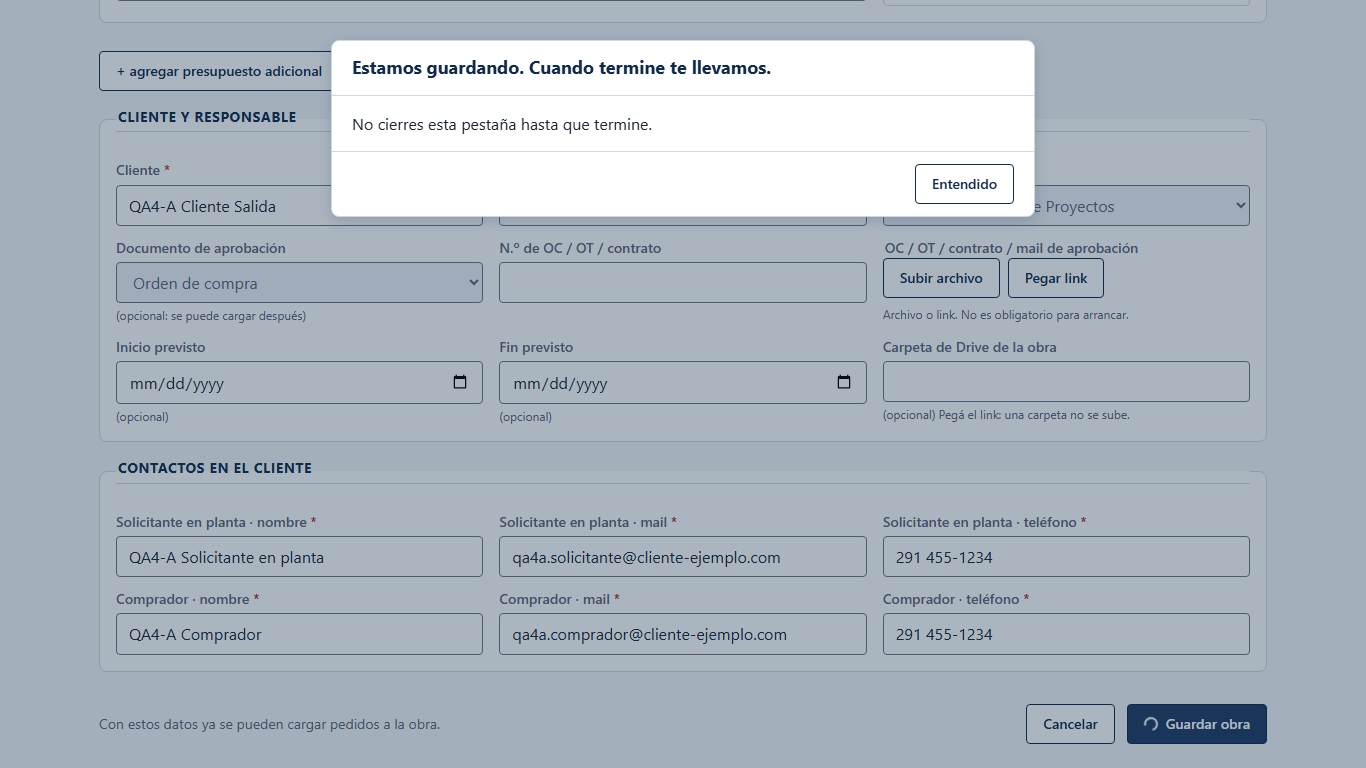 + agregar presupuesto adicional
Estamos guardando. Cuando termine te llevamos.
No cierres esta pestaña hasta que termine.
Entendido
CLIENTE Y RESPONSABLE
Cliente *
QA4-A Cliente Salida
e Proyectos
Documento de aprobación
N.º de OC / OT / contrato
OC / OT / contrato / mail de aprobación
Orden de compra
Subir archivo
Pegar link
(opcional: se puede cargar después)
Archivo o link. No es obligatorio para arrancar.
Inicio previsto
Fin previsto
Carpeta de Drive de la obra
mm/dd/yyyy
mm/dd/yyyy
(opcional)
(opcional)
(opcional) Pegá el link: una carpeta no se sube.
CONTACTOS EN EL CLIENTE
Solicitante en planta · nombre *
Solicitante en planta · mail *
Solicitante en planta · teléfono *
QA4-A Solicitante en planta
qa4a.solicitante@cliente-ejemplo.com
291 455-1234
Comprador · nombre *
Comprador · mail *
Comprador · teléfono *
QA4-A Comprador
qa4a.comprador@cliente-ejemplo.com
291 455-1234
Con estos datos ya se pueden cargar pedidos a la obra.
Cancelar
Guardar obra